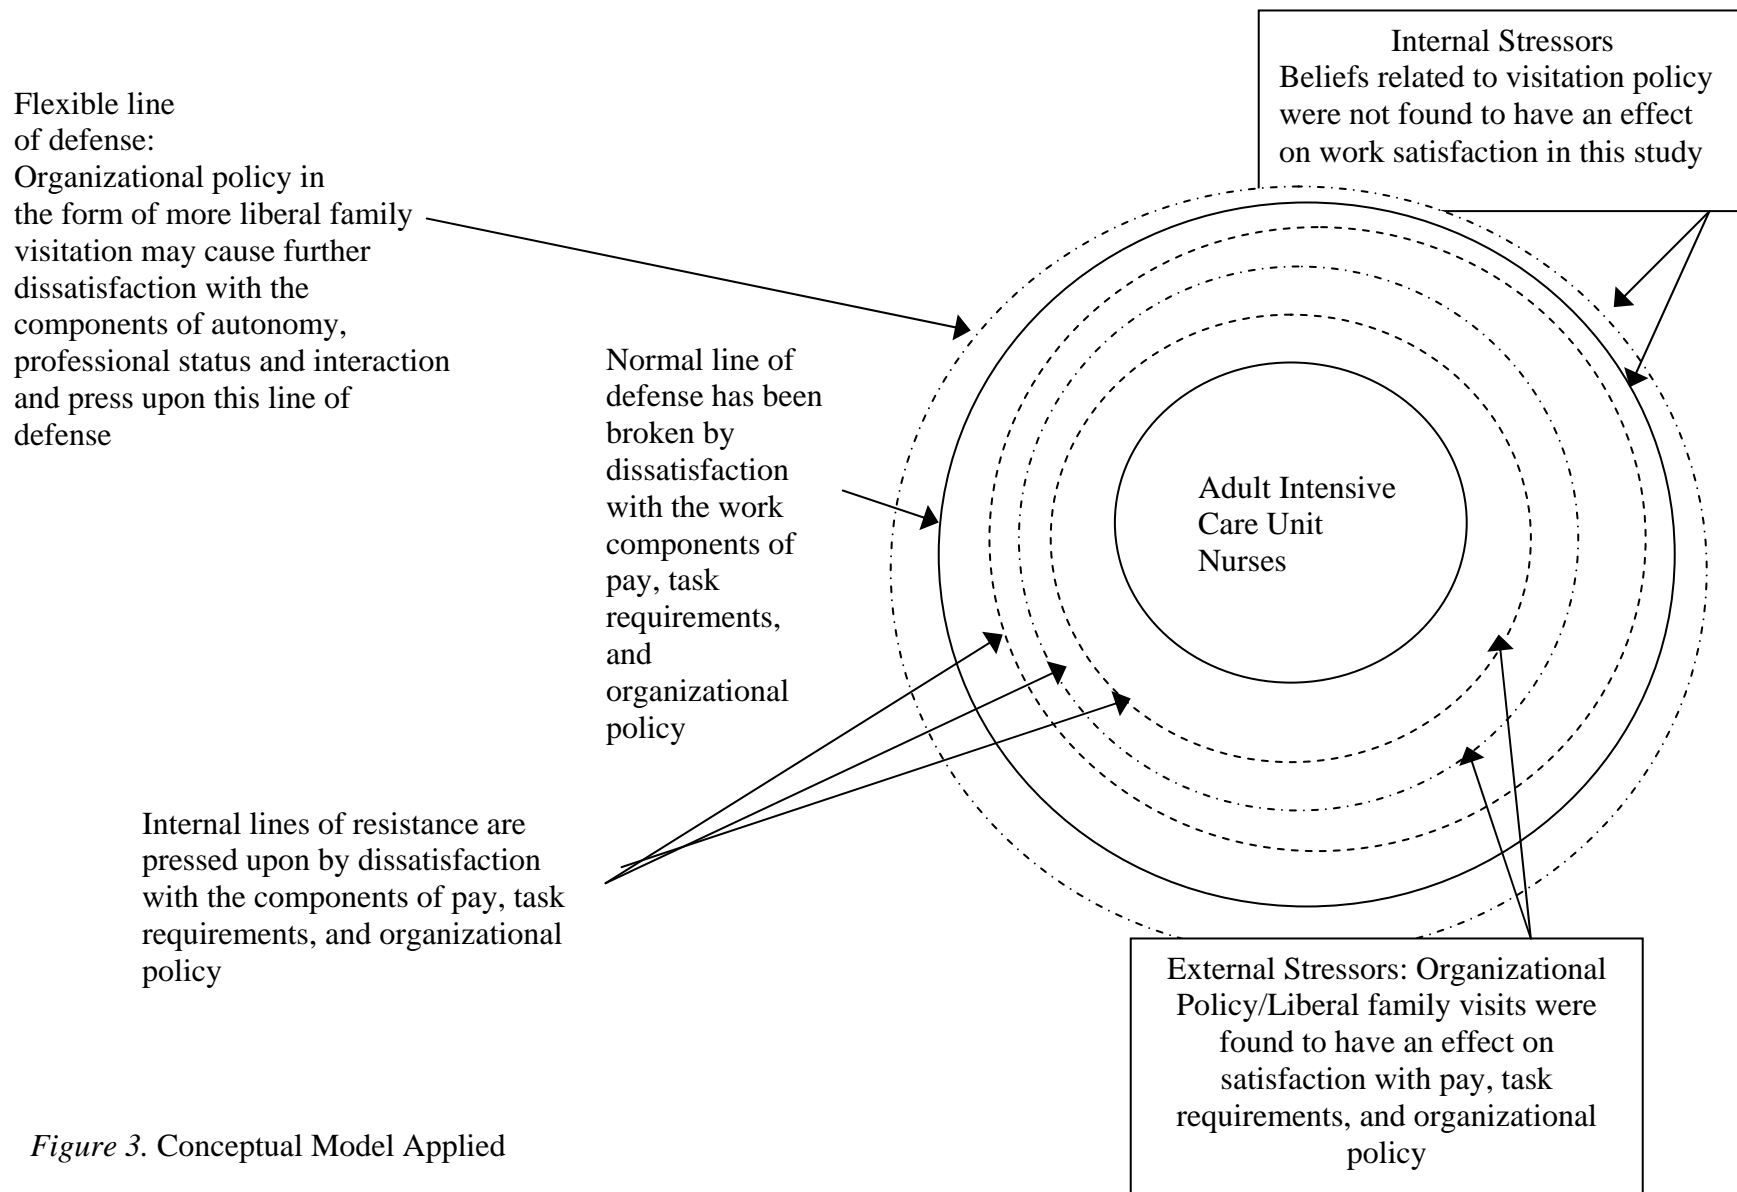 Internal Stressors
Beliefs related to visitation policy
were not found to have an effect
on work satisfaction in this study
Flexible line
of defense:
Organizational policy in
the form of more liberal family
visitation may cause further
dissatisfaction with the
components of autonomy,
professional status and interaction
and press upon this line of
defense
Normal line of
defense has been
broken by
dissatisfaction
with the work
components of
pay, task
requirements,
and
organizational
policy
Adult Intensive
Care Unit
Nurses
Internal lines of resistance are
pressed upon by dissatisfaction
with the components of pay, task
requirements, and organizational
policy
External Stressors: Organizational
Policy/Liberal family visits were
found to have an effect on
satisfaction with pay, task
requirements, and organizational
policy
Figure 3. Conceptual Model Applied